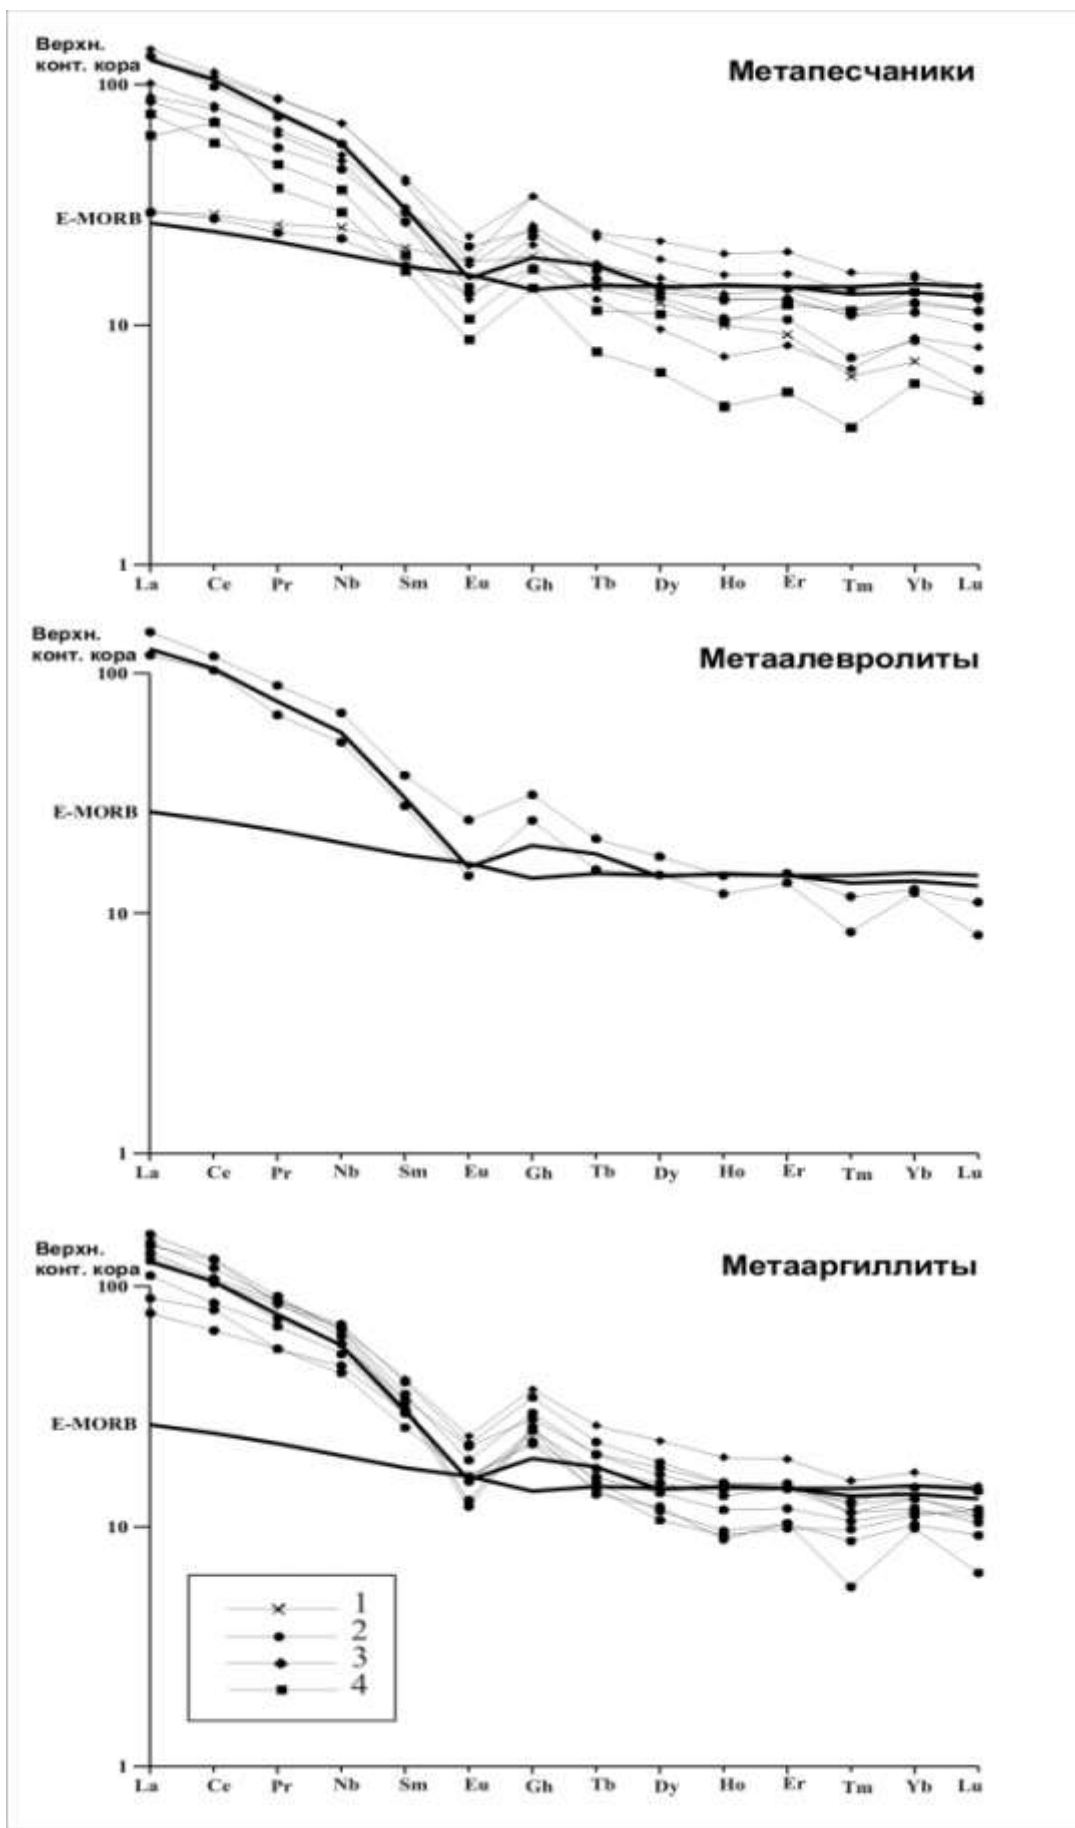 Верхн.
конт. кора
Метапесчаники
100
E-MORB
10
1
La Ce Pr Nb Sm Eu Gh Tb Dy Ho Er Tm Yb Lu
Верхн.
конт. кора
Метаалевролиты
100
E-MORB
10
1
La Ce Pr Nb Sm Eu Gh Tb Dy Ho Er Tm Yb Lu
Верхн.
конт. кора
Метааргиллиты
100
E-MORB
10
1
2
3
4
1
La Ce Pr Nb Sm Eu Gh Tb Dy Ho Er Tm Yb Lu